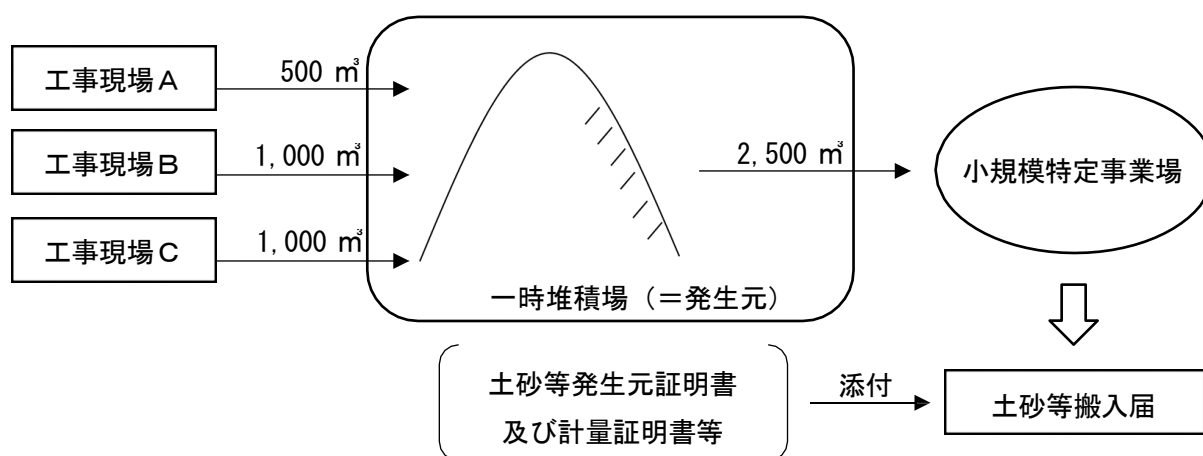 工事現場A
500 ㎥
工事現場B
1,000 ㎥
工事現場C
1,000 ㎥
2,500 ㎥
小規模特定事業場
一時堆積場（＝発生元）
土砂等発生元証明書
及び計量証明書等
添付
土砂等搬入届